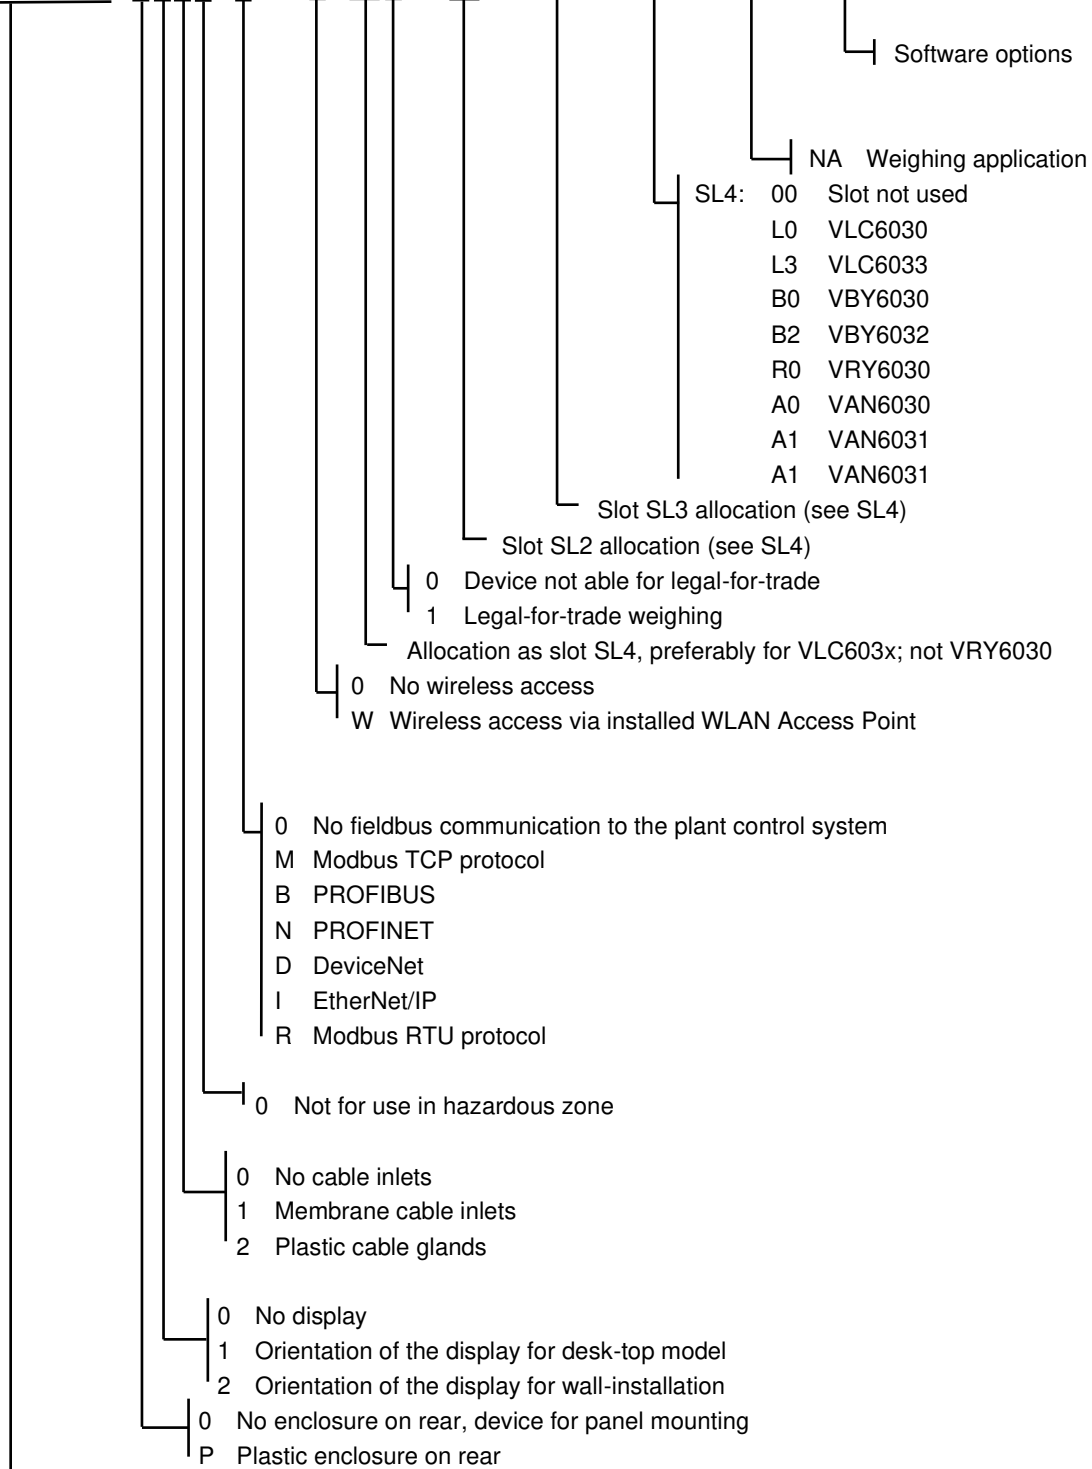 Software options
NA Weighing application
SL4: 00 Slot not used
L0 VLC6030
L3 VLC6033
B0 VBY6030
B2 VBY6032
R0 VRY6030
A0 VAN6030
A1 VAN6031
A1 VAN6031
Slot SL3 allocation (see SL4)
Slot SL2 allocation (see SL4)
0 Device not able for legal-for-trade
1 Legal-for-trade weighing
Allocation as slot SL4, preferably for VLC603x; not VRY6030
0 No wireless access
W Wireless access via installed WLAN Access Point
0 No fieldbus communication to the plant control system
M Modbus TCP protocol
B PROFIBUS
N PROFINET
D DeviceNet
I EtherNet/IP
R Modbus RTU protocol
0 Not for use in hazardous zone
0 No cable inlets
1 Membrane cable inlets
2 Plastic cable glands
0 No display
1 Orientation of the display for desk-top model
2 Orientation of the display for wall-installation
0 No enclosure on rear, device for panel mounting
P Plastic enclosure on rear